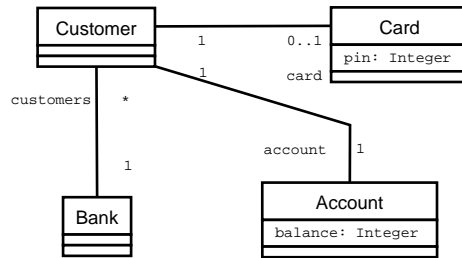 Customer
Card
1
0..1
pin: Integer
1
card
customers
*
account
1
1
Bank
Account
balance: Integer